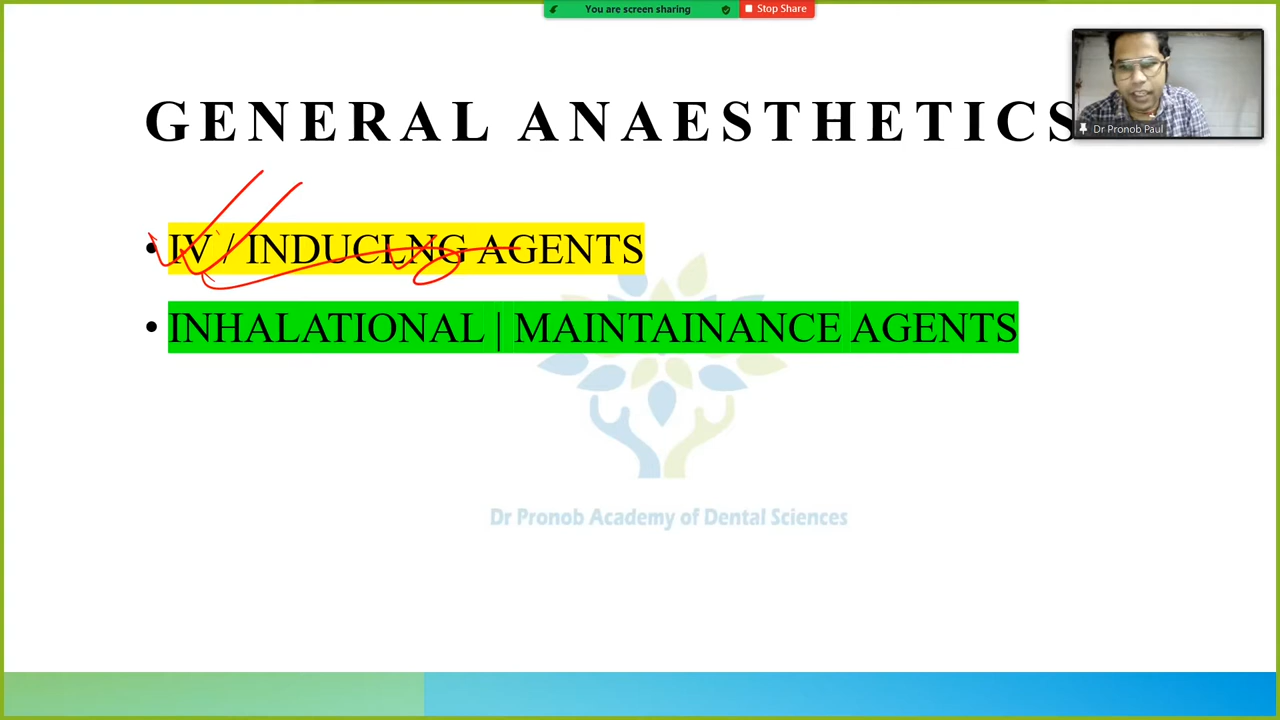 You are screen sharing Stop Share
GENERAL ANAESTHETICS
Dr Pronob Paul
• IV / INDUCLNG AGENTS
• INHALATIONAL | MAINTAINANCE AGENTS
Dr Pronob Academy of Dental Sciences